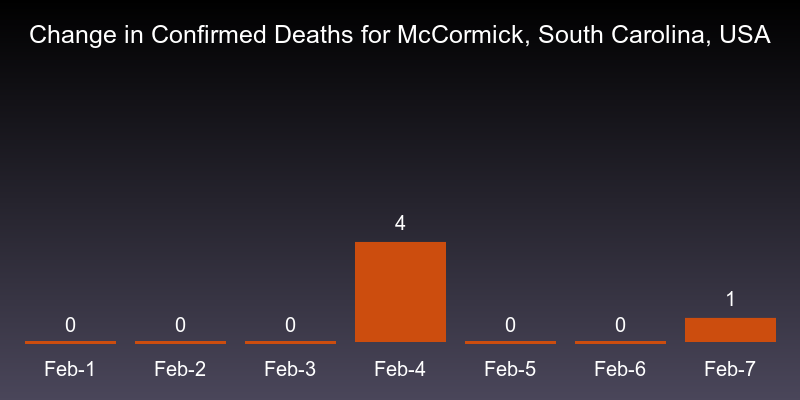 Change in Confirmed Deaths for McCormick, South Carolina, USA
4
1
0 0 0 0 0
Feb-1 Feb-2 Feb-3 Feb-4 Feb-5 Feb-6 Feb-7